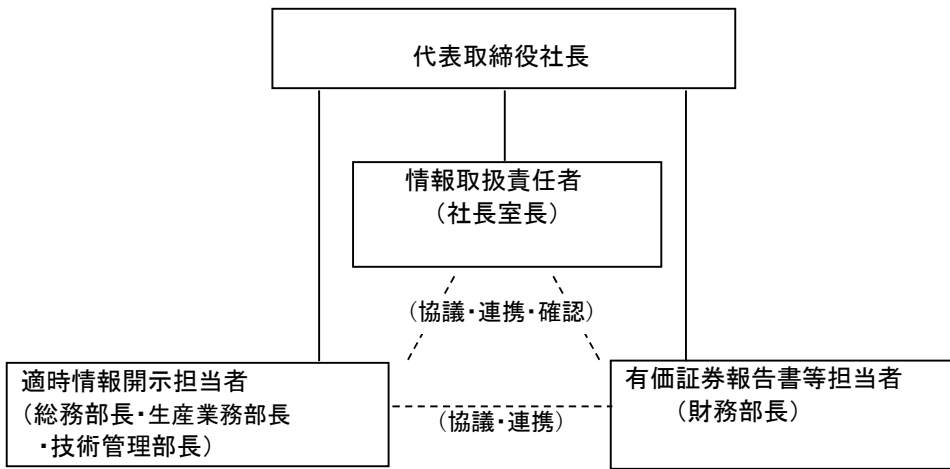 代表取締役社長
情報取扱責任者
（社長室長）
（協議・連携・確認）
適時情報開示担当者
（総務部長・生産業務部長
・技術管理部長）
（協議・連携）
有価証券報告書等担当者
（財務部長）